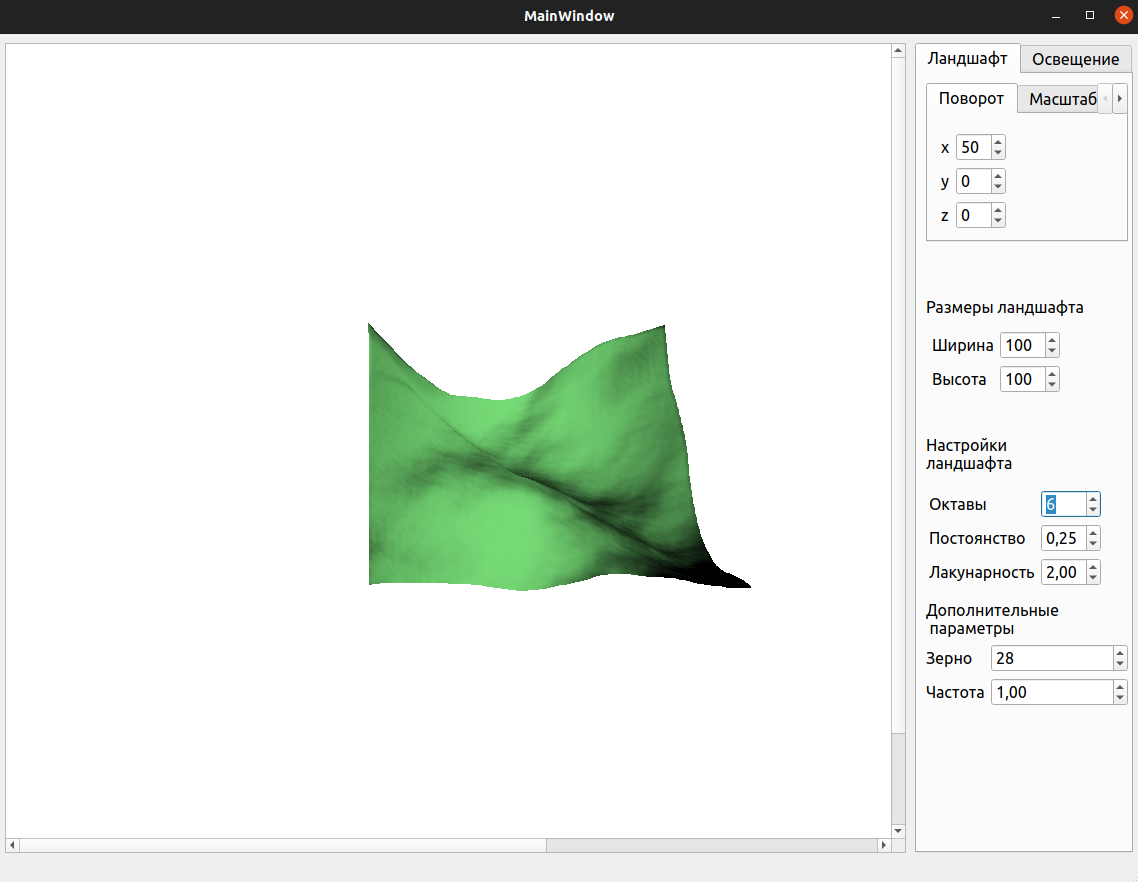 MainWindow
Ландшафт
Освещение
Поворот
Масштаб
x 50
y 0
z 0
Размеры ландшафта
Ширина 100
Высота 100
Настройки
ландшафта
Октавы 6
Постоянство 0,25
Лакунарность 2,00
Дополнительные
параметры
Зерно 28
Частота 1,00